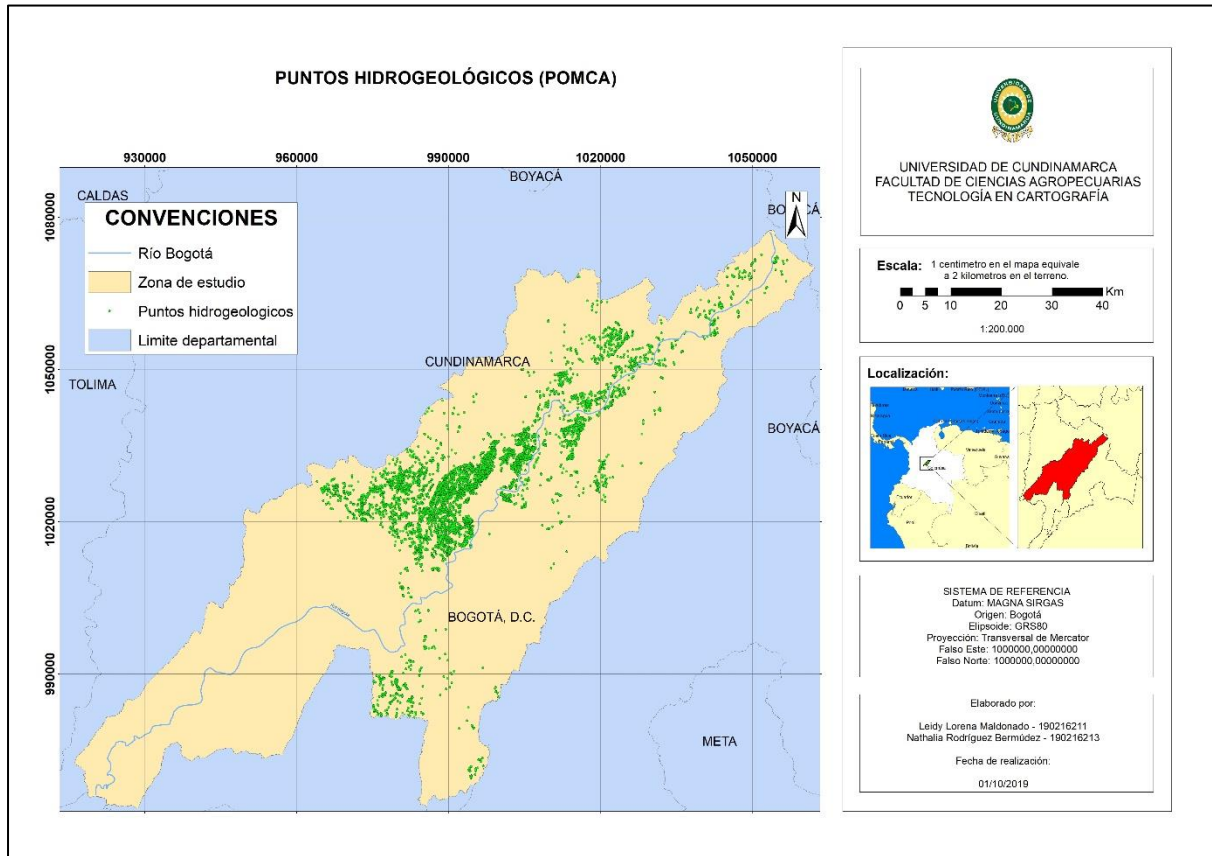 PUNTOS HIDROGEOLÓGICOS (POMCA)
930000
960000
990000
1020000
1050000
1080000
1050000
1020000
990000
CALDAS
BOYACÁ
BOYACÁ
N
CONVENCIONES
Río Bogotá
Zona de estudio
Puntos hidrogeologicos
Limite departamental
TOLIMA
CUNDINAMARCA
BOYACÁ
BOGOTÁ, D.C.
META
UNIVERSIDAD DE CUNDINAMARCA
FACULTAD DE CIENCIAS AGROPECUARIAS
TECNOLOGÍA EN CARTOGRAFÍA
Escala: 1 centimetro en el mapa equivale
a 2 kilometros en el terreno.
Km
0 5 10 20 30 40
1:200.000
Localización:
SISTEMA DE REFERENCIA
Datum: MAGNA SIRGAS
Origen: Bogotá
Elipsoide: GRS80
Proyección: Transversal de Mercator
Falso Este: 1000000,00000000
Falso Norte: 1000000,00000000
Elaborado por:
Leidy Lorena Maldonado - 190216211
Nathalia Rodríguez Bermúdez - 190216213
Fecha de realización:
01/10/2019